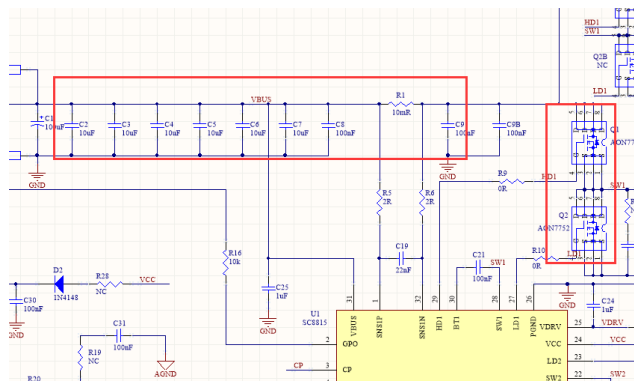 HD1
SW1
Q2B
NC
LD1
VBUS
R1
10mR
C2
10uF
C3
10uF
C4
10uF
C5
10uF
C6
10uF
C7
10uF
C8
100nF
C9B
100nF
Q1
GND
GND
R5
2R
R6
2R
R9
0R
HD1
SW1
Q2
AON7752
R10
0R
LD1
R16
10k
C19
22nF
C21
100nF
SW1
D2
1N4148
R28
NC
VCC
C30
100nF
GND
C25
1uF
GND
GND
C24
1uF
U1
SC8815
31
1
32
29
30
28
27
26
VBUS
SNS1P
SNS1N
HD1
BT1
SW1
LD1
PGND
C31
100nF
R19
NC
AGND
R20
2
GPO
CP
3
CP
VDRV
25
VDRV
VCC
24
VCC
LD2
23
SW2
22
SW2